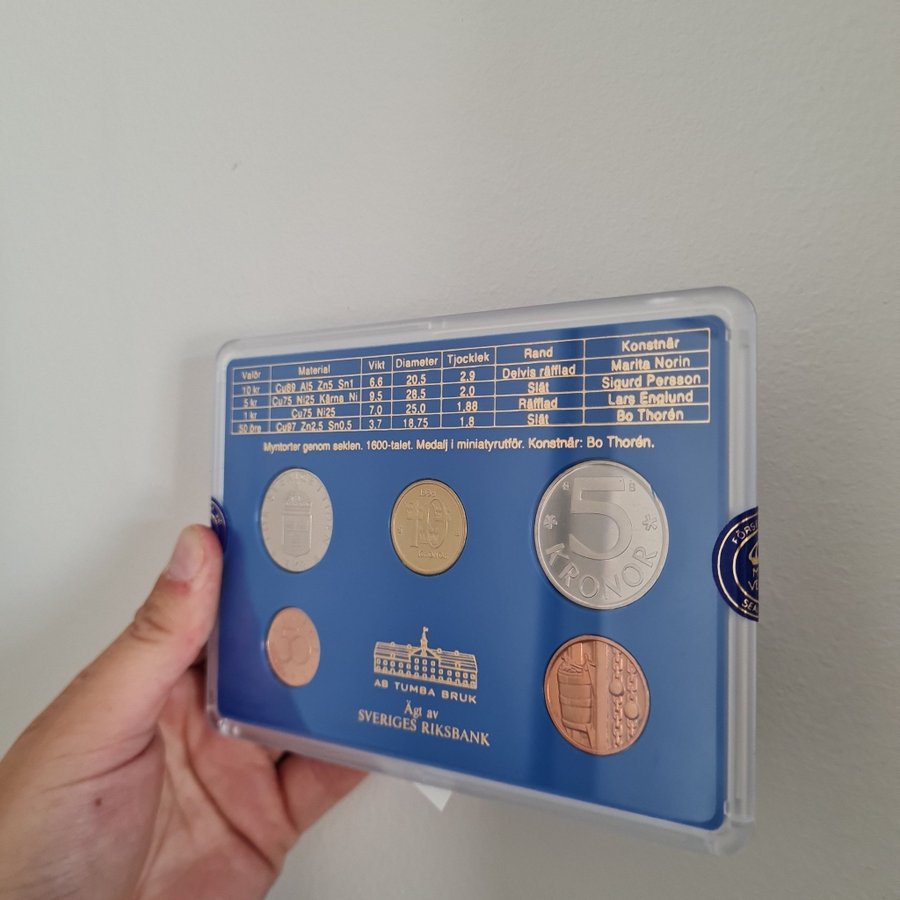 Valör Material Vikt Diameter Tjocklek Rand Konstnär
10 kr Cu89 Al5 Zn5 Sn1 6,6 20,5 2,9 Delvis räfflad Marita Norin
5 kr Cu75 Ni25 Kärna Ni 9,5 28,5 2,0 Slät Sigurd Persson
1 kr Cu75 Ni25 7,0 25,0 1,88 Räfflad Lars Englund
50 öre Cu97 Zn2,5 Sn0,5 3,7 18,75 1,8 Slät Bo Thorén
Myntorter genom seklen. 1600-talet. Medalj i miniatyrutför. Konstnär: Bo Thorén.
10
KRONOR
5
KRONOR
50
AB TUMBA BRUK
Ägt av
SVERIGES RIKSBANK